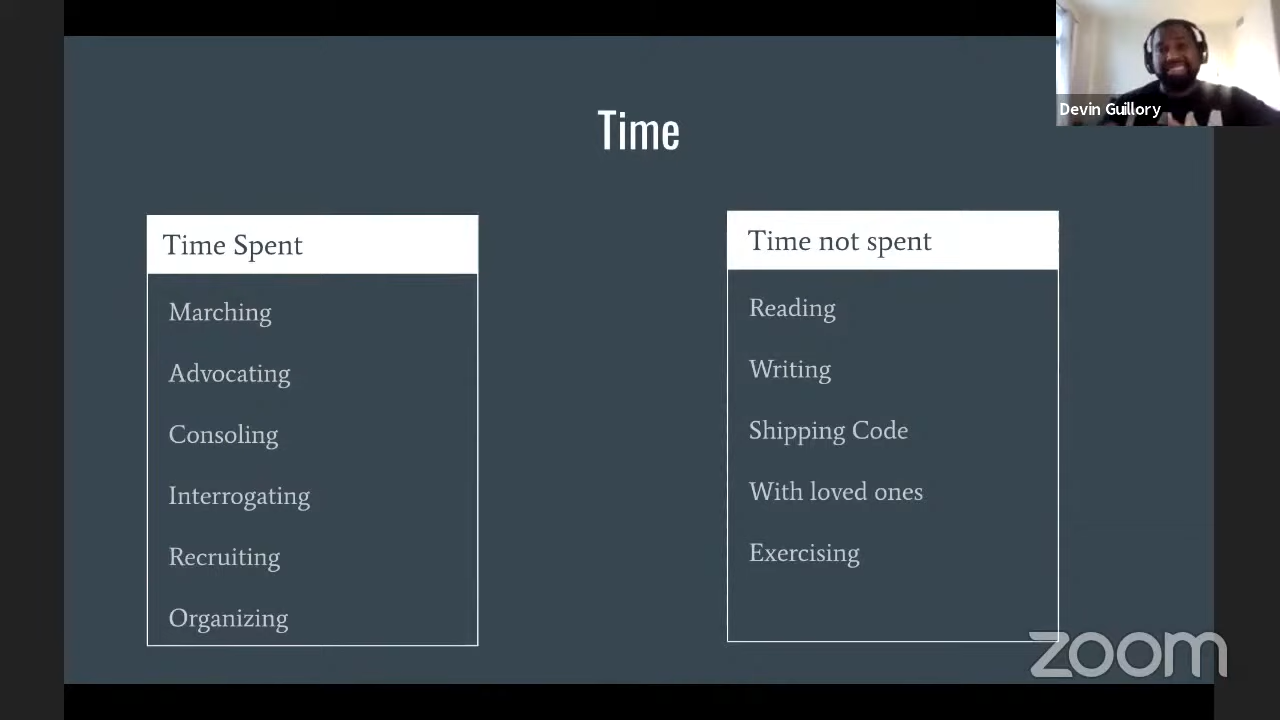 Time
Devin Guillory
Time Spent
Marching
Advocating
Consoling
Interrogating
Recruiting
Organizing
Time not spent
Reading
Writing
Shipping Code
With loved ones
Exercising
zoom